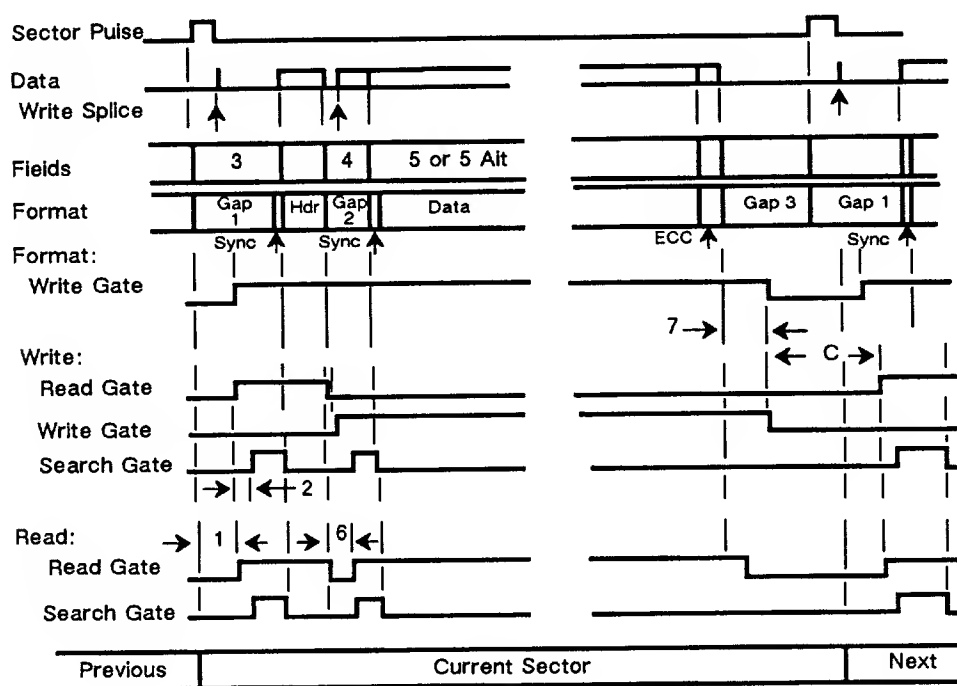 Sector Pulse
Data
Write Splice
Fields 3 4 5 or 5 Alt
Format Gap 1 Hdr Gap 2 Data Gap 3 Gap 1
Sync Sync ECC Sync
Format:
Write Gate
7
Write: C
Read Gate
Write Gate
Search Gate
2
Read: 1 6
Read Gate
Search Gate
Previous Current Sector Next